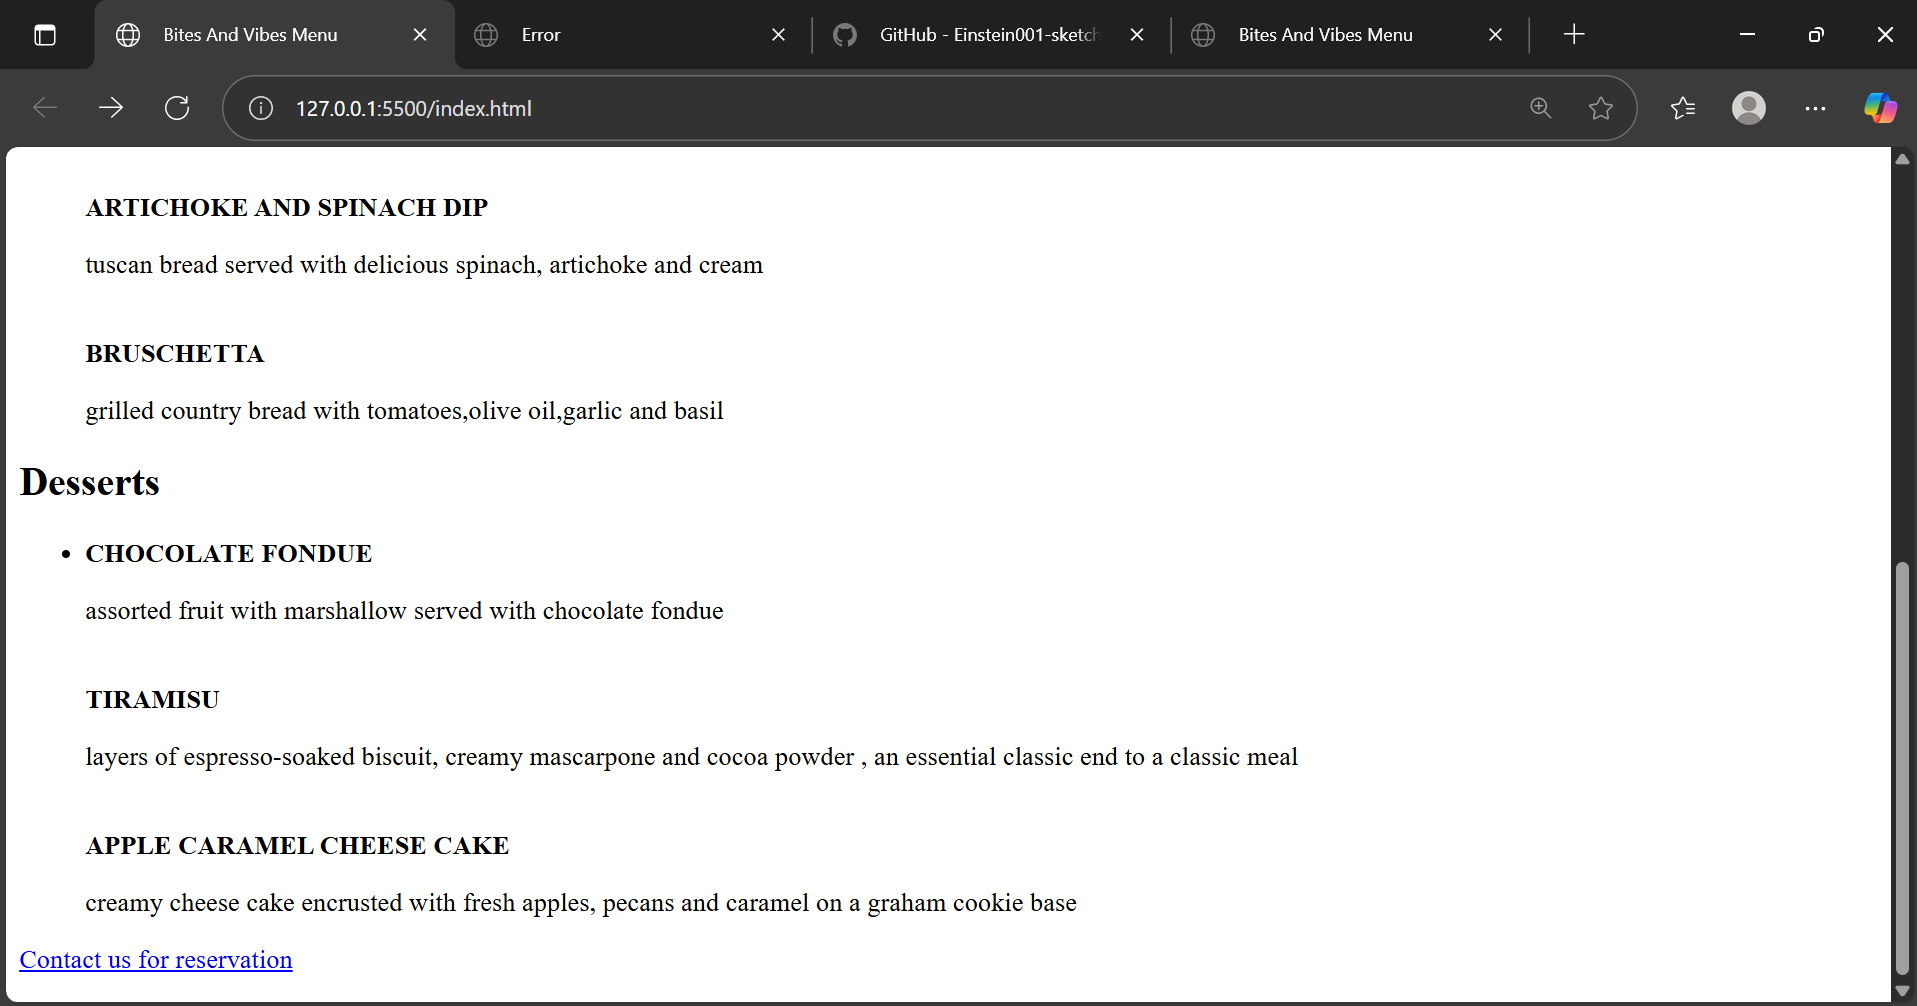 Bites And Vibes Menu
Error
GitHub - Einstein001-sketch
Bites And Vibes Menu
127.0.0.1:5500/index.html
ARTICHOKE AND SPINACH DIP
tuscan bread served with delicious spinach, artichoke and cream
BRUSCHETTA
grilled country bread with tomatoes,olive oil,garlic and basil
Desserts
• CHOCOLATE FONDUE
assorted fruit with marshallow served with chocolate fondue
TIRAMISU
layers of espresso-soaked biscuit, creamy mascarpone and cocoa powder , an essential classic end to a classic meal
APPLE CARAMEL CHEESE CAKE
creamy cheese cake encrusted with fresh apples, pecans and caramel on a graham cookie base
Contact us for reservation